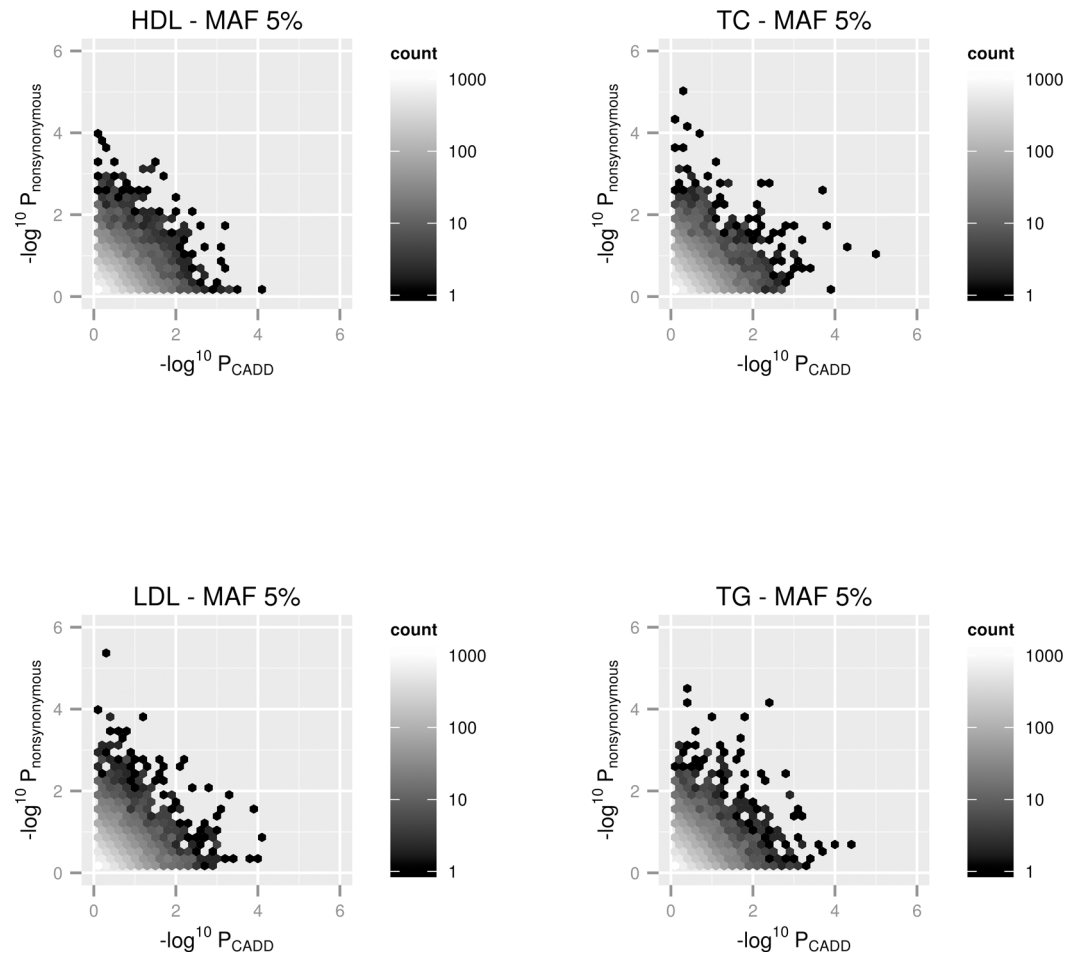 HDL - MAF 5%
-log¹⁰ Pnonsynonymous
6
4
2
0
0 2 4 6
-log¹⁰ PCADD
count
1000
100
10
1
TC - MAF 5%
-log¹⁰ Pnonsynonymous
6
4
2
0
0 2 4 6
-log¹⁰ PCADD
count
1000
100
10
1
LDL - MAF 5%
-log¹⁰ Pnonsynonymous
6
4
2
0
0 2 4 6
-log¹⁰ PCADD
count
1000
100
10
1
TG - MAF 5%
-log¹⁰ Pnonsynonymous
6
4
2
0
0 2 4 6
-log¹⁰ PCADD
count
1000
100
10
1